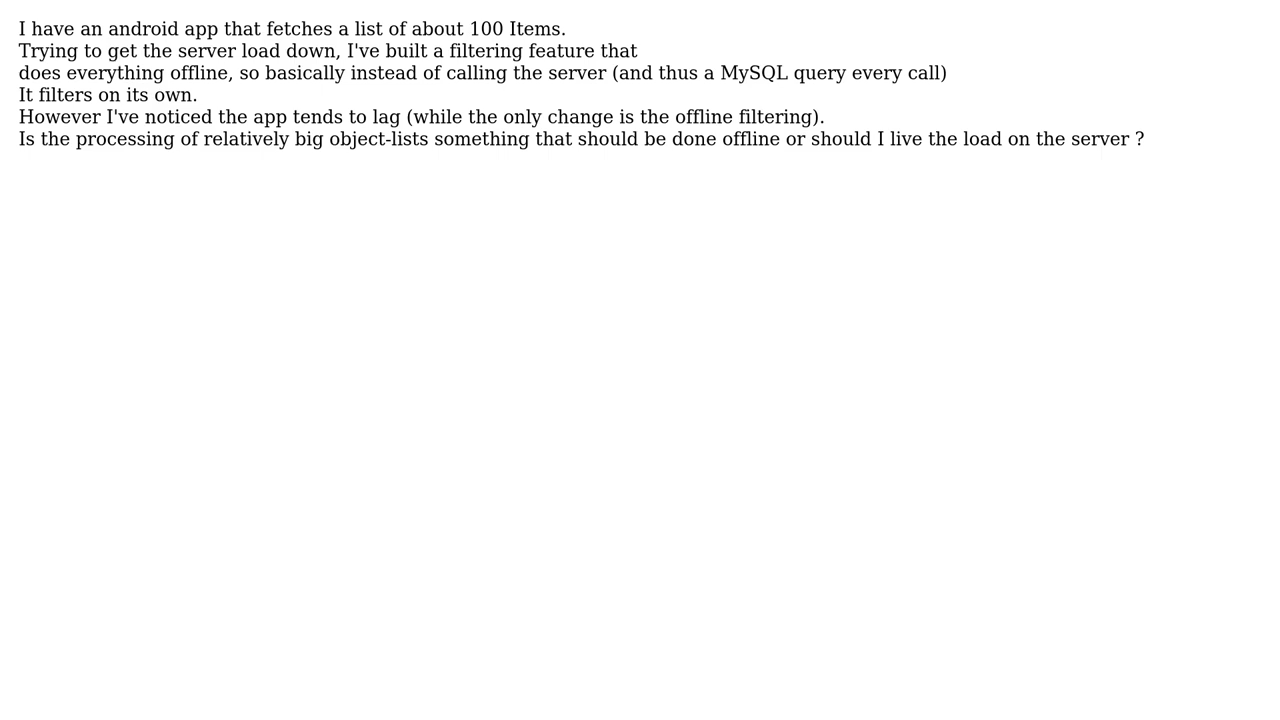 I have an android app that fetches a list of about 100 Items.
Trying to get the server load down, I've built a filtering feature that
does everything offline, so basically instead of calling the server (and thus a MySQL query every call)
It filters on its own.
However I've noticed the app tends to lag (while the only change is the offline filtering).
Is the processing of relatively big object-lists something that should be done offline or should I live the load on the server ?